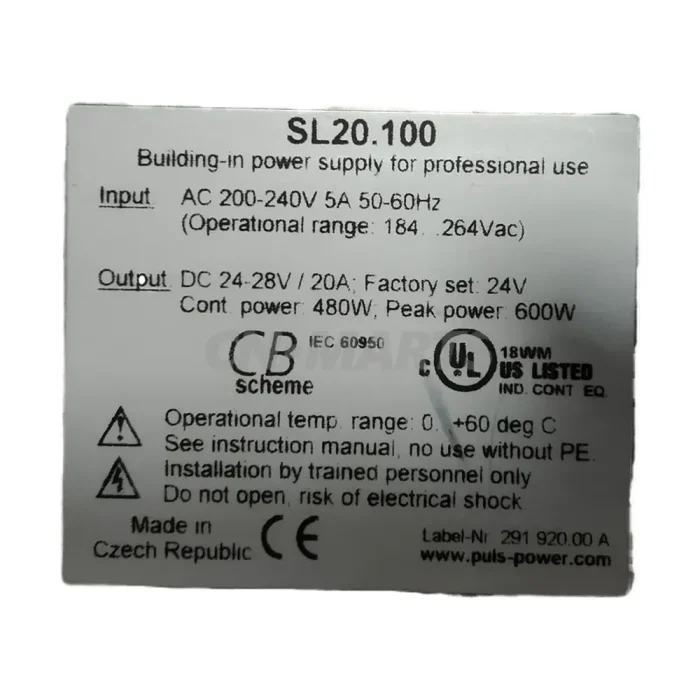 SL20.100
Building-in power supply for professional use
Input AC 200-240V 5A 50-60Hz
(Operational range: 184...264Vac)
Output DC 24-28V / 20A; Factory set: 24V
Cont. power: 480W; Peak power: 600W
CB scheme IEC 60950
C UL US LISTED 18WM
IND. CONT. EQ.
Operational temp. range: 0...+60 deg C
See instruction manual, no use without PE.
Installation by trained personnel only
Do not open, risk of electrical shock
Made in
Czech Republic
CE
Label-Nr. 291 920.00 A
www.puls-power.com